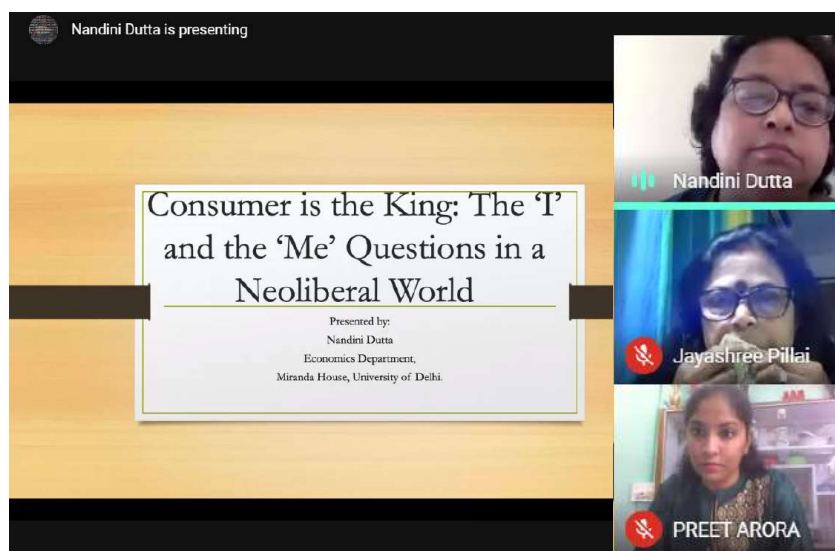 Nandini Dutta is presenting
Consumer is the King: The ‘I’
and the ‘Me’ Questions in a
Neoliberal World
Presented by:
Nandini Dutta
Economics Department,
Miranda House, University of Delhi.
Nandini Dutta
Jayashree Pillai
PREET ARORA